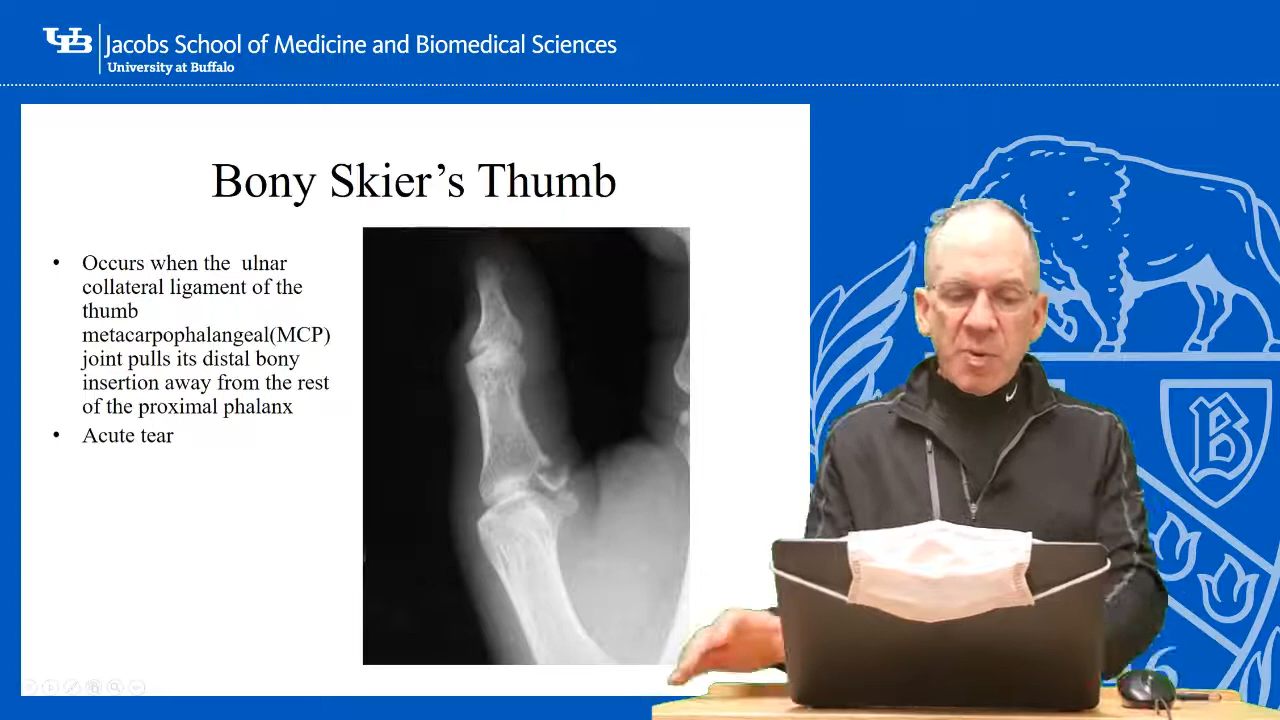 UB Jacobs School of Medicine and Biomedical Sciences
University at Buffalo
Bony Skier’s Thumb
• Occurs when the ulnar
collateral ligament of the
thumb
metacarpophalangeal(MCP)
joint pulls its distal bony
insertion away from the rest
of the proximal phalanx
• Acute tear
B